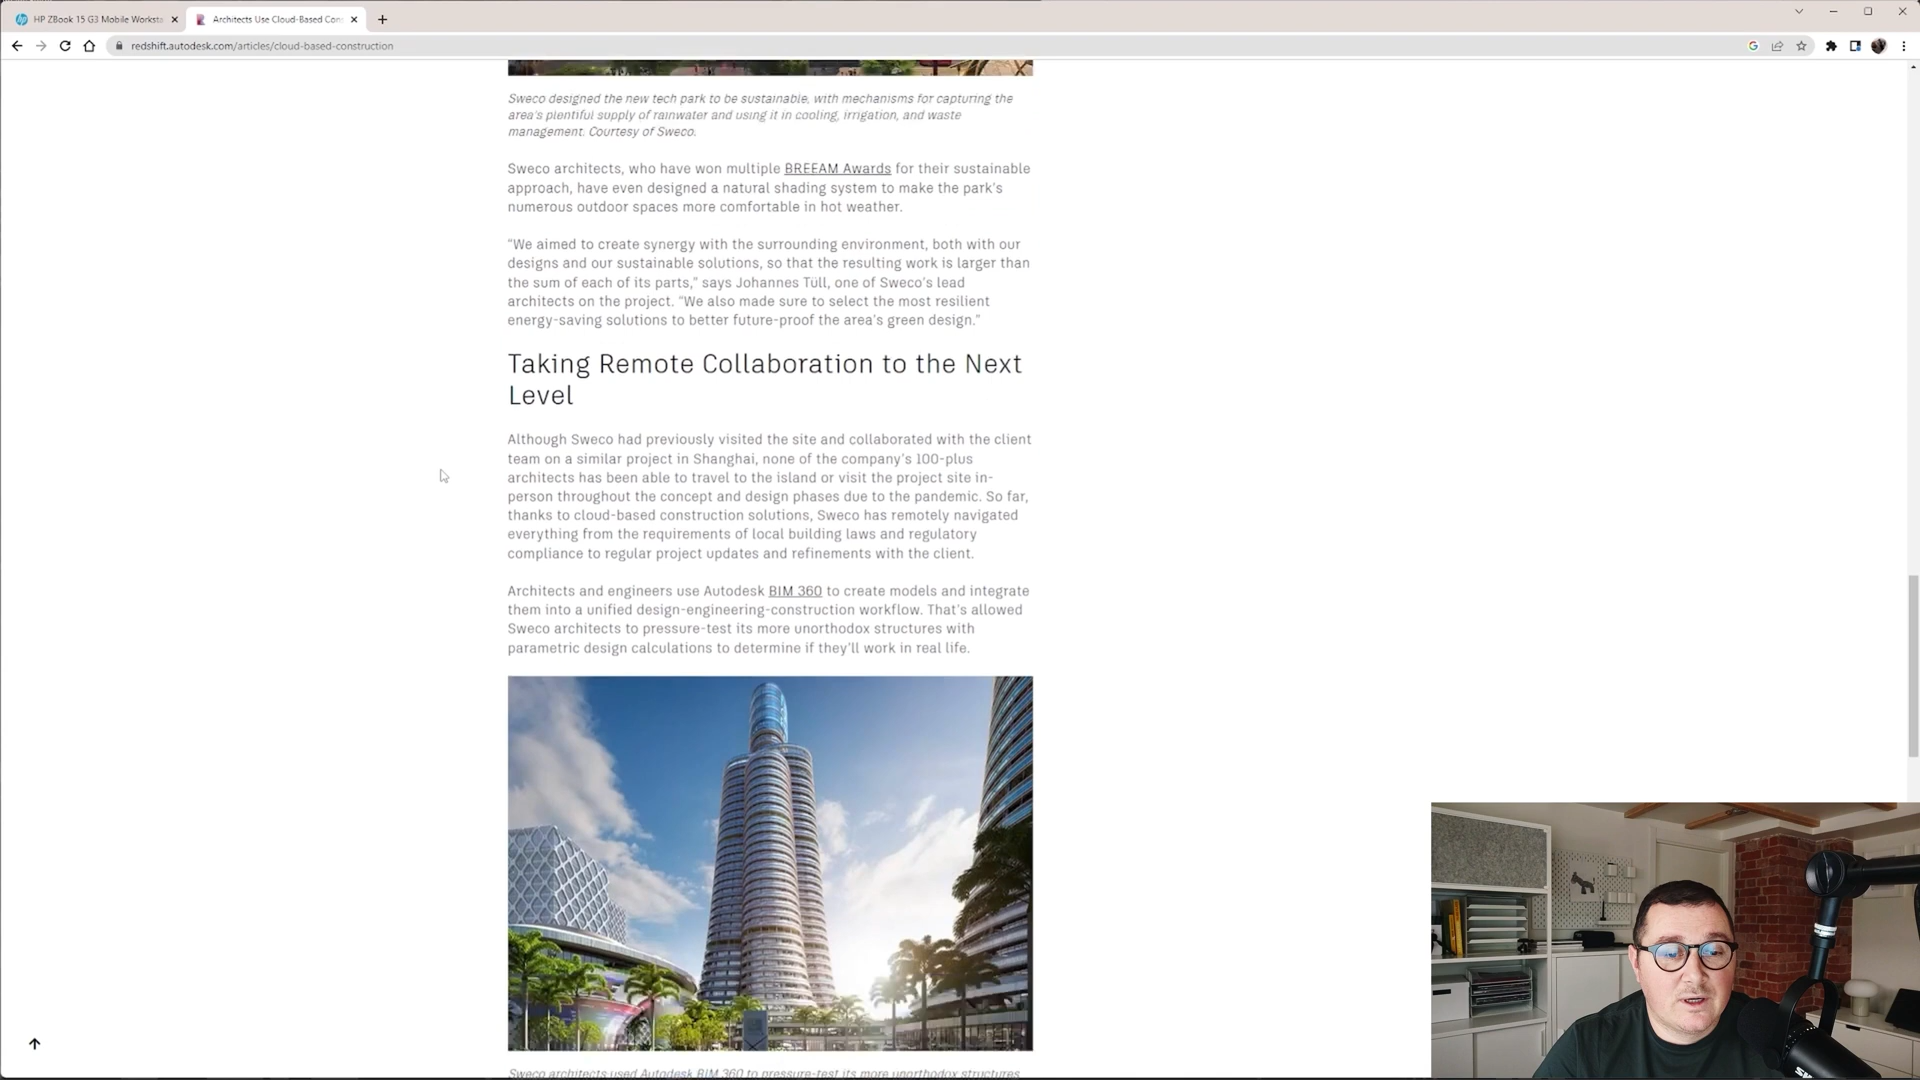 HP ZBook 15 G3 Mobile Worksta
Architects Use Cloud-Based Con
redshift.autodesk.com/articles/cloud-based-construction
Sweco designed the new tech park to be sustainable, with mechanisms for capturing the
area's plentiful supply of rainwater and using it in cooling, irrigation, and waste
management. Courtesy of Sweco.
Sweco architects, who have won multiple BREEAM Awards for their sustainable
approach, have even designed a natural shading system to make the park's
numerous outdoor spaces more comfortable in hot weather.
“We aimed to create synergy with the surrounding environment, both with our
designs and our sustainable solutions, so that the resulting work is larger than
the sum of each of its parts,” says Johannes Tüll, one of Sweco's lead
architects on the project. “We also made sure to select the most resilient
energy-saving solutions to better future-proof the area's green design.”
Taking Remote Collaboration to the Next
Level
Although Sweco had previously visited the site and collaborated with the client
team on a similar project in Shanghai, none of the company's 100-plus
architects has been able to travel to the island or visit the project site in-
person throughout the concept and design phases due to the pandemic. So far,
thanks to cloud-based construction solutions, Sweco has remotely navigated
everything from the requirements of local building laws and regulatory
compliance to regular project updates and refinements with the client.
Architects and engineers use Autodesk BIM 360 to create models and integrate
them into a unified design-engineering-construction workflow. That's allowed
Sweco architects to pressure-test its more unorthodox structures with
parametric design calculations to determine if they'll work in real life.
Sweco architects used Autodesk BIM 360 to pressure-test its more unorthodox structures